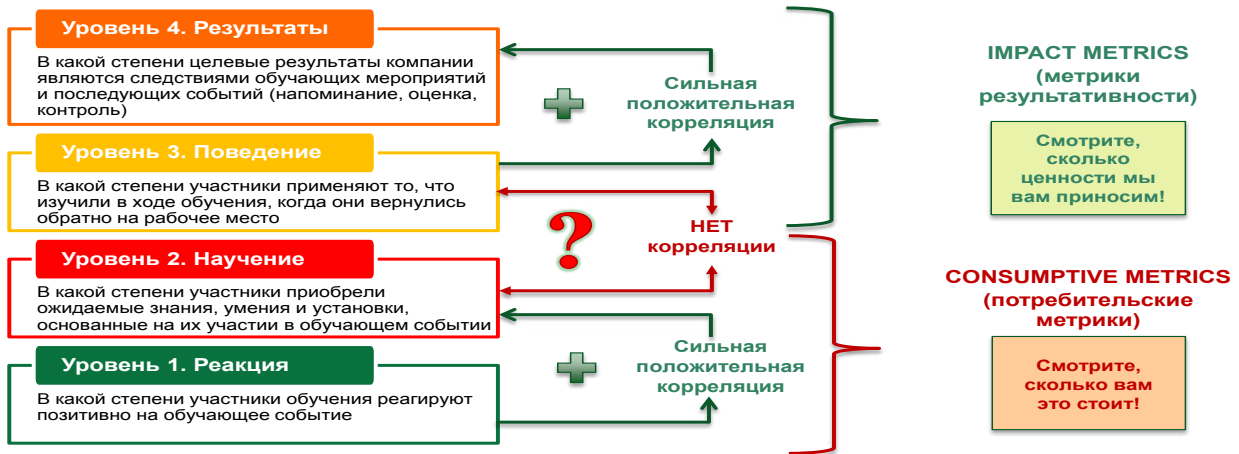 Уровень 4. Результаты
В какой степени целевые результаты компании
являются следствиями обучающих мероприятий
и последующих событий (напоминание, оценка,
контроль)
Сильная
положительная
корреляция
Уровень 3. Поведение
В какой степени участники применяют то, что
изучили в ходе обучения, когда они вернулись
обратно на рабочее место
?
НЕТ
корреляции
Уровень 2. Научение
В какой степени участники приобрели
ожидаемые знания, умения и установки,
основанные на их участии в обучающем событии
Сильная
положительная
корреляция
Уровень 1. Реакция
В какой степени участники обучения реагируют
позитивно на обучающее событие
IMPACT METRICS
(метрики
результативности)
Смотрите,
сколько
ценности мы
вам приносим!
CONSUMPTIVE METRICS
(потребительские
метрики)
Смотрите,
сколько вам
это стоит!